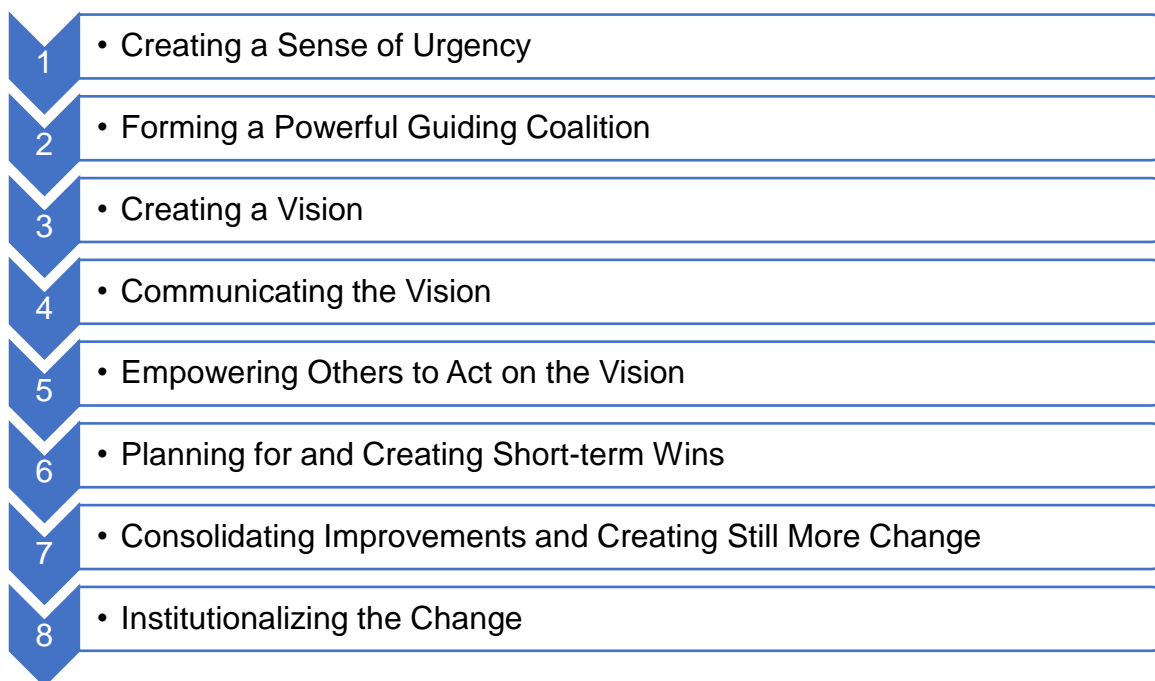 1 • Creating a Sense of Urgency
2 • Forming a Powerful Guiding Coalition
3 • Creating a Vision
4 • Communicating the Vision
5 • Empowering Others to Act on the Vision
6 • Planning for and Creating Short-term Wins
7 • Consolidating Improvements and Creating Still More Change
8 • Institutionalizing the Change